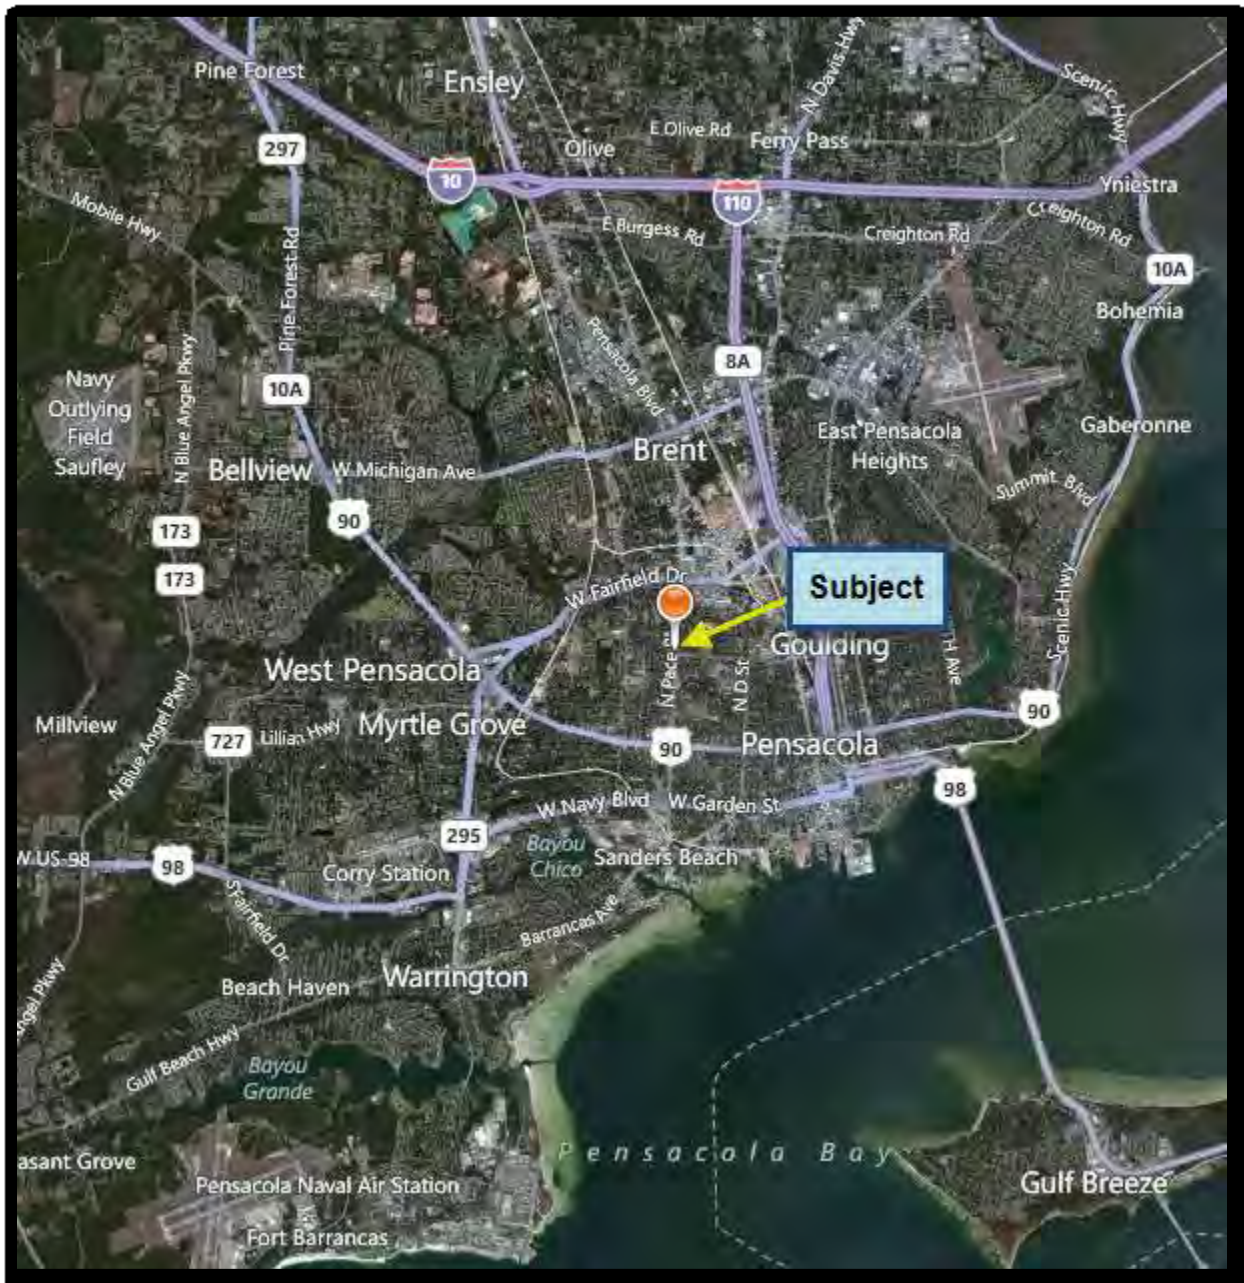 Pine Forest
Ensley
N Davis Hwy
Scenic Hwy
297
E Olive Rd
Olive
Ferry Pass
10
110
Yniestra
Mobile Hwy
E Burgess Rd
Creighton Rd
Creighton Rd
10A
Pine Forest Rd
Bohemia
Pensacola Blvd
8A
N Blue Angel Pkwy
Navy
Outlying
Field
Saufley
10A
Gaberonne
East Pensacola
Heights
Brent
Bellview
W Michigan Ave
Summit Blvd
90
173
173
W Fairfield Dr
Subject
Scenic Hwy
Goulding
H Ave
West Pensacola
N Pace
N D St
Millview
Myrtle Grove
90
727
Lillian Hwy
90
Pensacola
N Blue Angel Pkwy
98
W Navy Blvd
W Garden St
295
Bayou
Chico
Sanders Beach
W US-98
98
Corry Station
S Fairfield Dr
Barrancas Ave
Warrington
Beach Haven
ngel Pkwy
Gulf Beach Hwy
Bayou
Grande
Pensacola Bay
asant Grove
Pensacola Naval Air Station
Gulf Breeze
Fort Barrancas